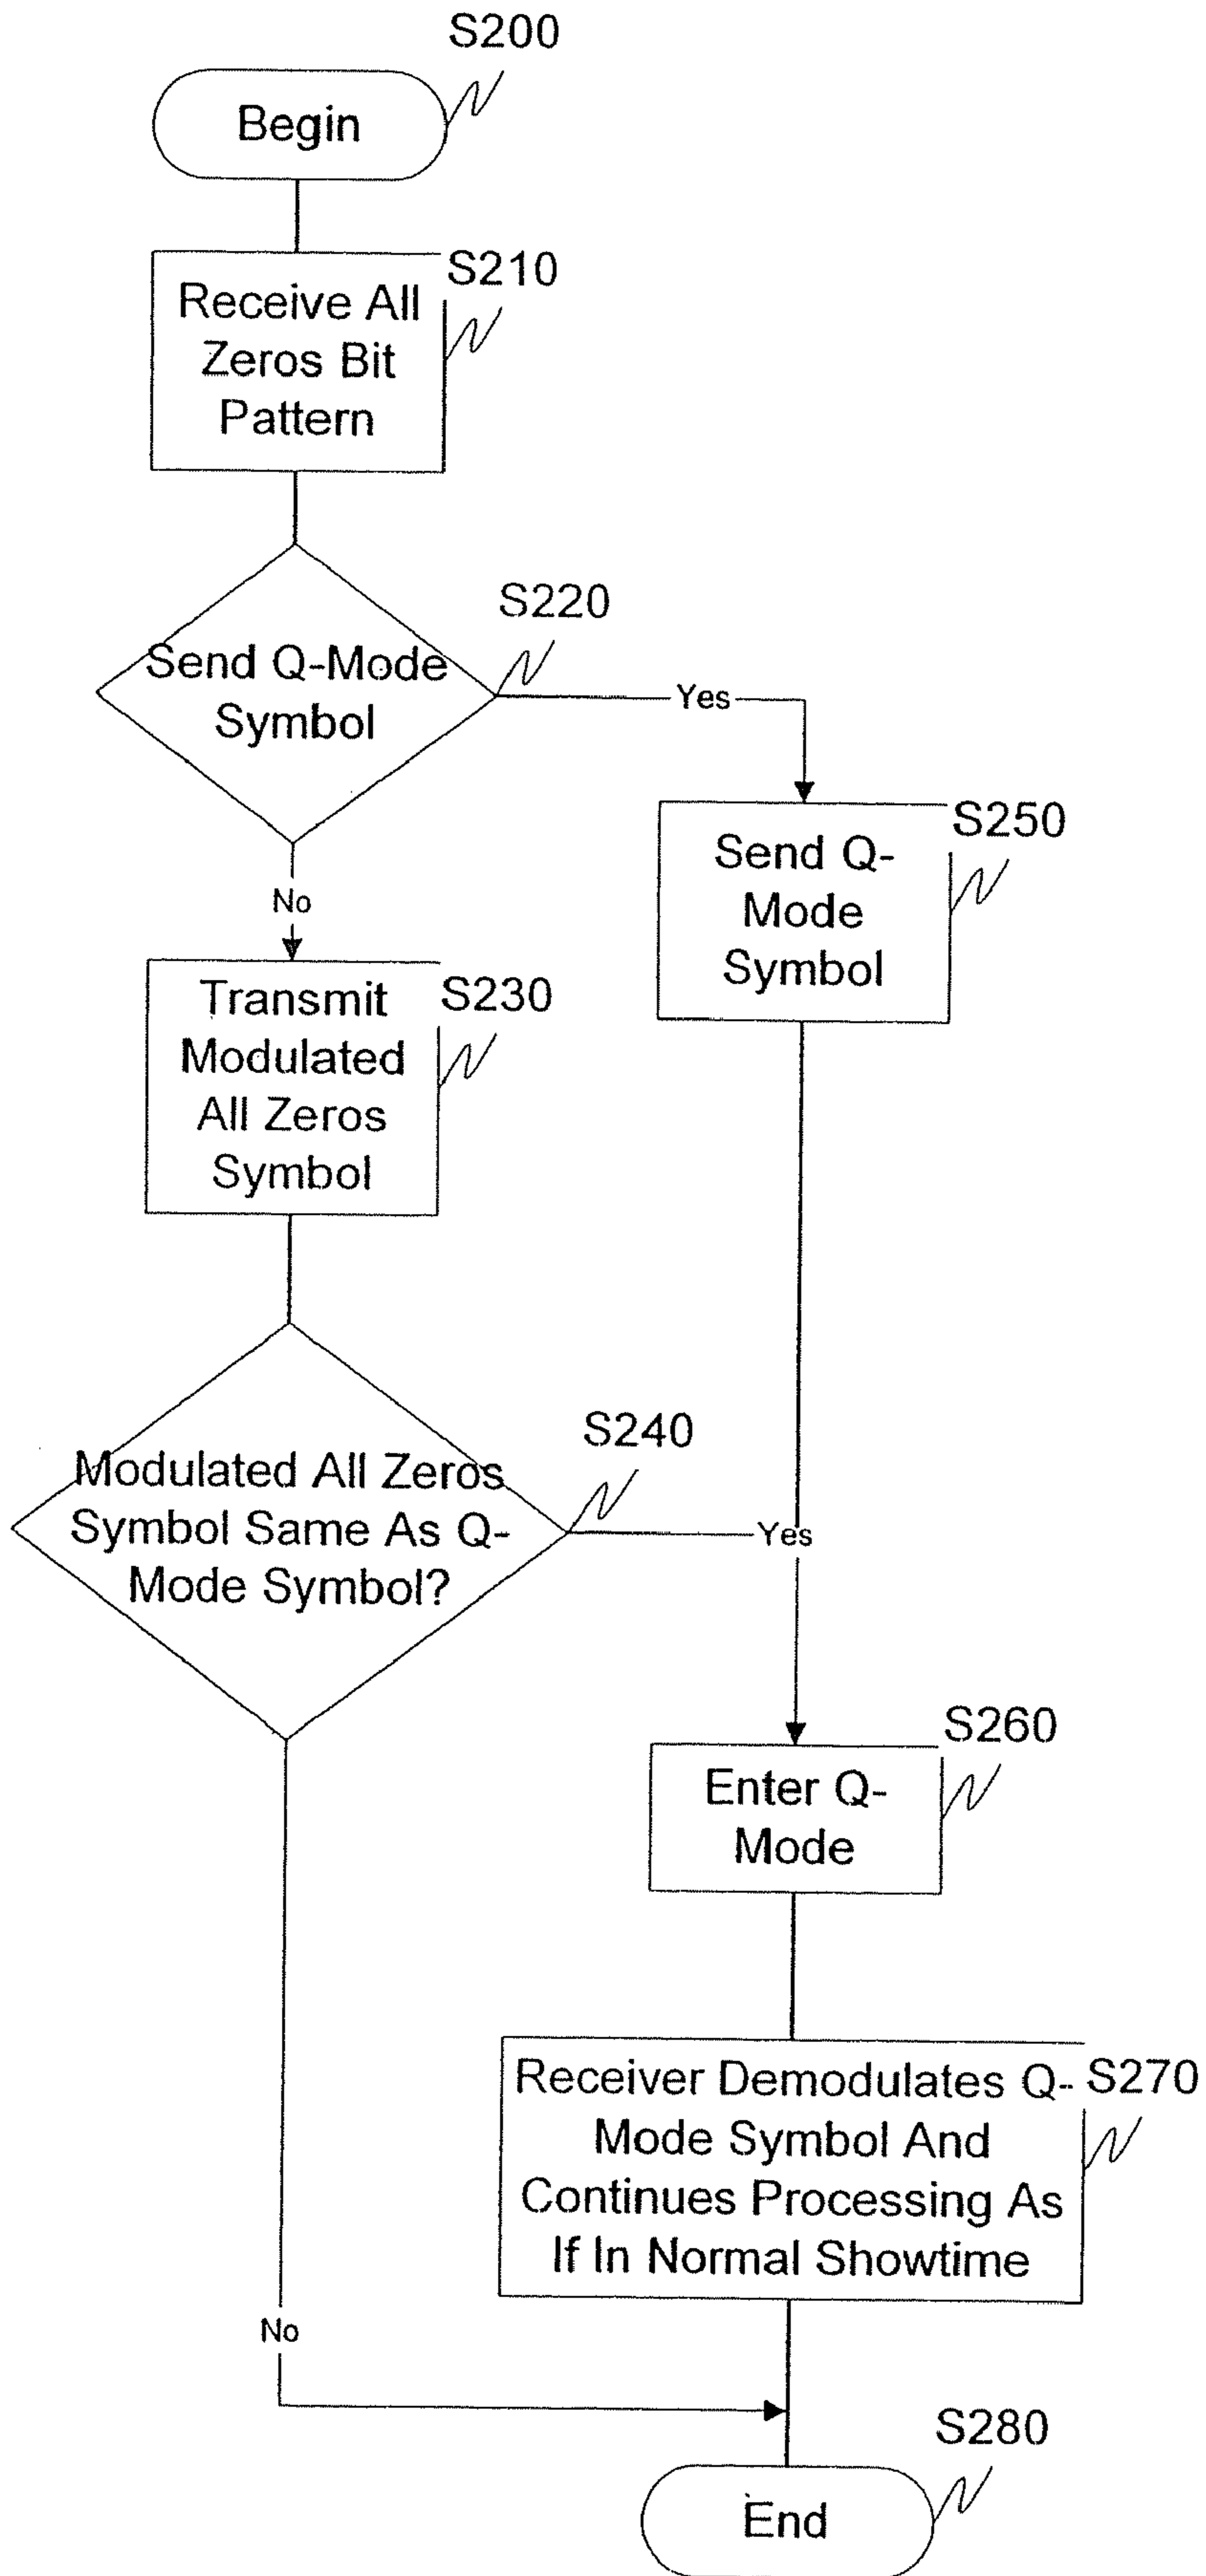 S200
Begin
S210
Receive All
Zeros Bit
Pattern
S220
Send Q-Mode
Symbol
Yes
No
S250
Send Q-
Mode
Symbol
S230
Transmit
Modulated
All Zeros
Symbol
S240
Modulated All Zeros
Symbol Same As Q-
Mode Symbol?
Yes
S260
Enter Q-
Mode
S270
Receiver Demodulates Q-
Mode Symbol And
Continues Processing As
If In Normal Showtime
No
S280
End